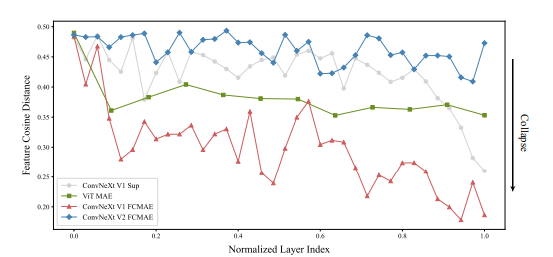 0.50
0.45
0.40
0.35
0.30
0.25
0.20
Feature Cosine Distance
ConvNeXt V1 Sup
ViT MAE
ConvNeXt V1 FCMAE
ConvNeXt V2 FCMAE
0.0 0.2 0.4 0.6 0.8 1.0
Normalized Layer Index
Collapse